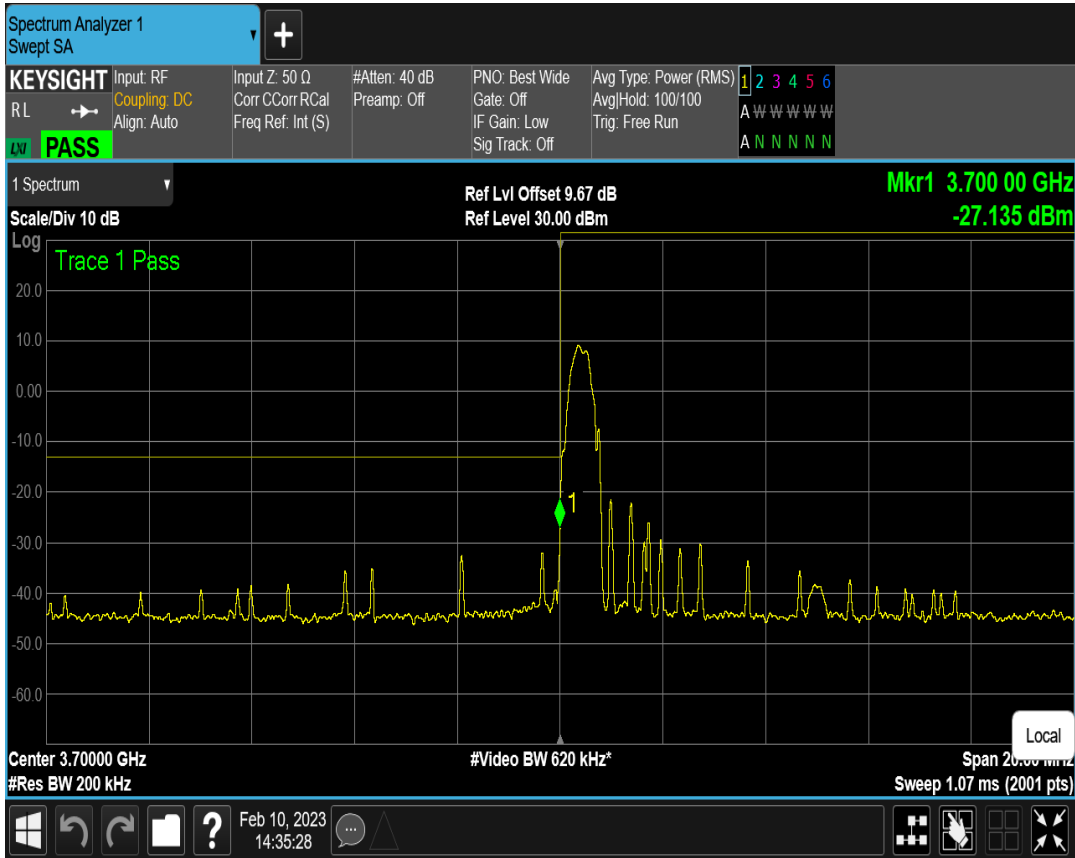 Spectrum Analyzer 1
Swept SA
KEYSIGHT
R L
LXI
PASS
Input: RF
Coupling: DC
Align: Auto
Input Z: 50 Ω
Corr CCorr RCal
Freq Ref: Int (S)
#Atten: 40 dB
Preamp: Off
PNO: Best Wide
Gate: Off
IF Gain: Low
Sig Track: Off
Avg Type: Power (RMS)
Avg|Hold: 100/100
Trig: Free Run
1 2 3 4 5 6
A W W W W W
A N N N N N
1 Spectrum
Scale/Div 10 dB
Ref Lvl Offset 9.67 dB
Ref Level 30.00 dBm
Mkr1 3.700 00 GHz
-27.135 dBm
Log
Trace 1 Pass
20.0
10.0
0.00
-10.0
-20.0
1
-30.0
-40.0
-50.0
-60.0
Local
Center 3.70000 GHz
#Video BW 620 kHz*
Span 20.00 MHz
#Res BW 200 kHz
Sweep 1.07 ms (2001 pts)
?
Feb 10, 2023
14:35:28